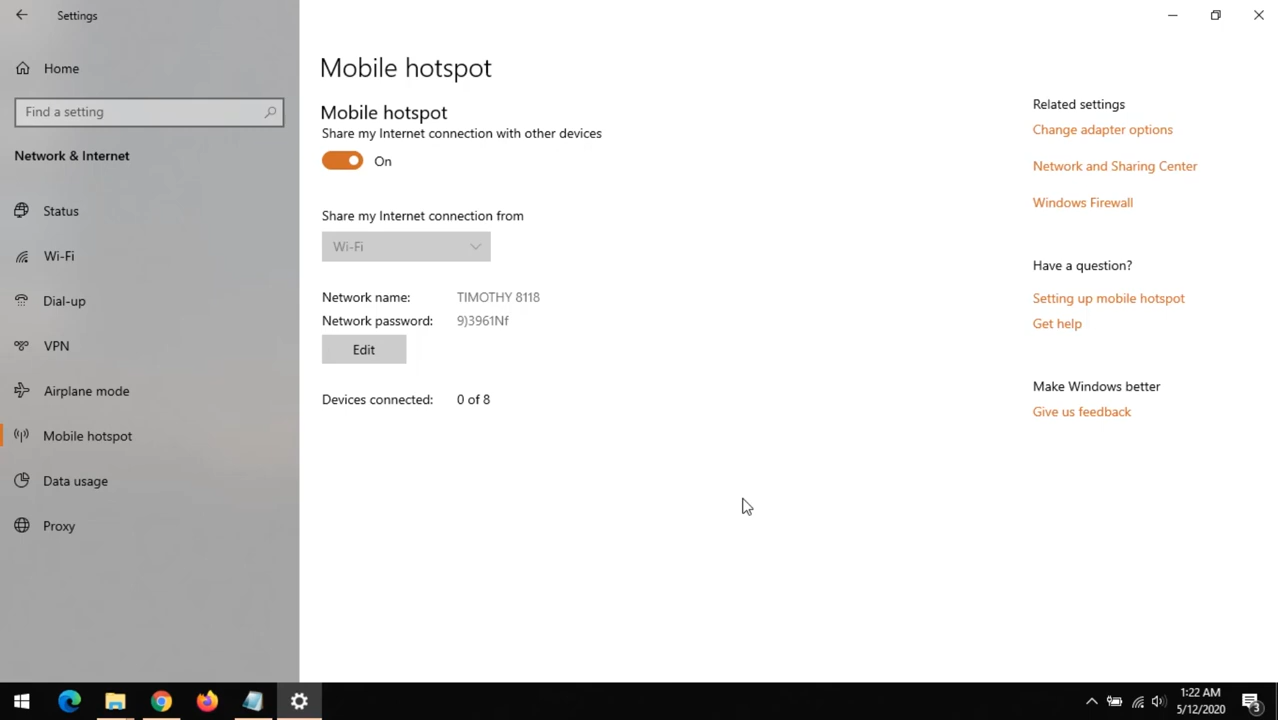 Settings
Home
Find a setting
Network & Internet
Status
Wi-Fi
Dial-up
VPN
Airplane mode
Mobile hotspot
Data usage
Proxy
Mobile hotspot
Mobile hotspot
Share my Internet connection with other devices
On
Share my Internet connection from
Wi-Fi
Network name: TIMOTHY 8118
Network password: 9)3961Nf
Edit
Devices connected: 0 of 8
Related settings
Change adapter options
Network and Sharing Center
Windows Firewall
Have a question?
Setting up mobile hotspot
Get help
Make Windows better
Give us feedback
1:22 AM
5/12/2020
3